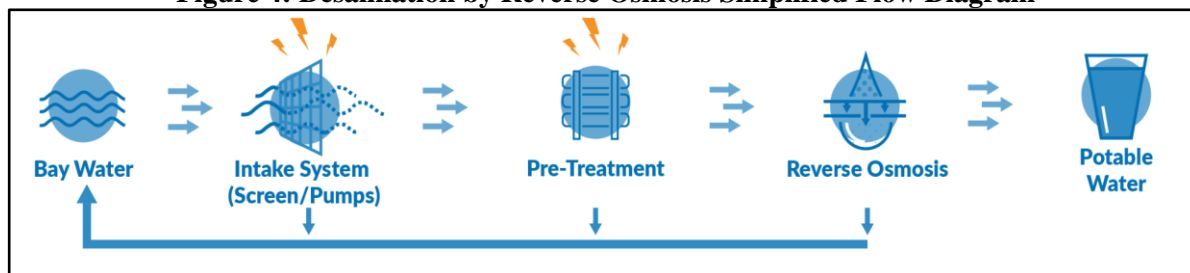 Figure 4: Desalination by Reverse Osmosis Simplified Flow Diagram
Bay Water
Intake System
(Screen/Pumps)
Pre-Treatment
Reverse Osmosis
Potable
Water